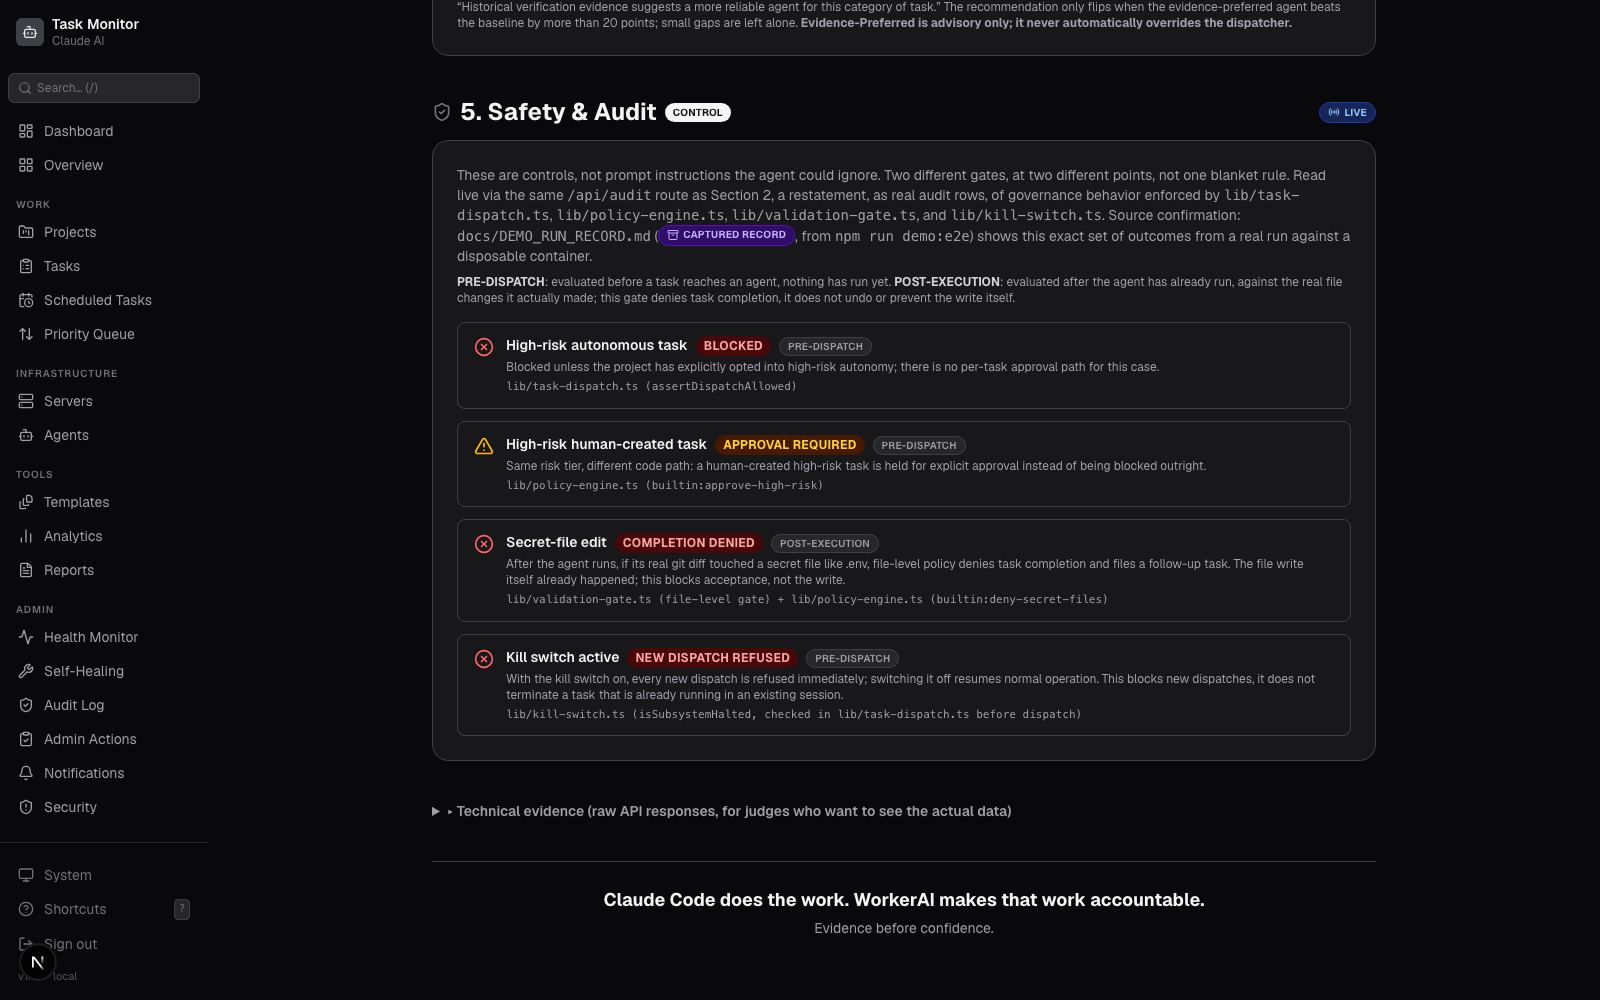 Task Monitor
Claude AI
Search... (/)
Dashboard
Overview
WORK
Projects
Tasks
Scheduled Tasks
Priority Queue
INFRASTRUCTURE
Servers
Agents
TOOLS
Templates
Analytics
Reports
ADMIN
Health Monitor
Self-Healing
Audit Log
Admin Actions
Notifications
Security
System
Shortcuts ?
Sign out
N
local
“Historical verification evidence suggests a more reliable agent for this category of task.” The recommendation only flips when the evidence-preferred agent beats
the baseline by more than 20 points; small gaps are left alone. Evidence-Preferred is advisory only; it never automatically overrides the dispatcher.
5. Safety & Audit CONTROL LIVE
These are controls, not prompt instructions the agent could ignore. Two different gates, at two different points, not one blanket rule. Read
live via the same /api/audit route as Section 2, a restatement, as real audit rows, of governance behavior enforced by lib/task-
dispatch.ts, lib/policy-engine.ts, lib/validation-gate.ts, and lib/kill-switch.ts. Source confirmation:
docs/DEMO_RUN_RECORD.md ( CAPTURED RECORD , from npm run demo:e2e) shows this exact set of outcomes from a real run against a
disposable container.
PRE-DISPATCH: evaluated before a task reaches an agent, nothing has run yet. POST-EXECUTION: evaluated after the agent has already run, against the real file
changes it actually made; this gate denies task completion, it does not undo or prevent the write itself.
High-risk autonomous task BLOCKED PRE-DISPATCH
Blocked unless the project has explicitly opted into high-risk autonomy; there is no per-task approval path for this case.
lib/task-dispatch.ts (assertDispatchAllowed)
High-risk human-created task APPROVAL REQUIRED PRE-DISPATCH
Same risk tier, different code path: a human-created high-risk task is held for explicit approval instead of being blocked outright.
lib/policy-engine.ts (builtin:approve-high-risk)
Secret-file edit COMPLETION DENIED POST-EXECUTION
After the agent runs, if its real git diff touched a secret file like .env, file-level policy denies task completion and files a follow-up task. The file write
itself already happened; this blocks acceptance, not the write.
lib/validation-gate.ts (file-level gate) + lib/policy-engine.ts (builtin:deny-secret-files)
Kill switch active NEW DISPATCH REFUSED PRE-DISPATCH
With the kill switch on, every new dispatch is refused immediately; switching it off resumes normal operation. This blocks new dispatches, it does not
terminate a task that is already running in an existing session.
lib/kill-switch.ts (isSubsystemHalted, checked in lib/task-dispatch.ts before dispatch)
Technical evidence (raw API responses, for judges who want to see the actual data)
Claude Code does the work. WorkerAI makes that work accountable.
Evidence before confidence.